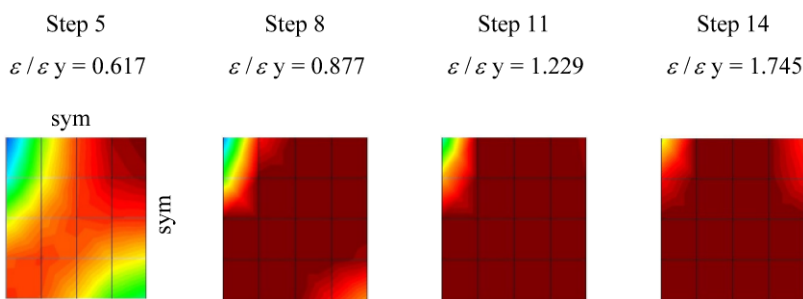 Step 5 Step 8 Step 11 Step 14
ε / ε y = 0.617 ε / ε y = 0.877 ε / ε y = 1.229 ε / ε y = 1.745
sym
sym